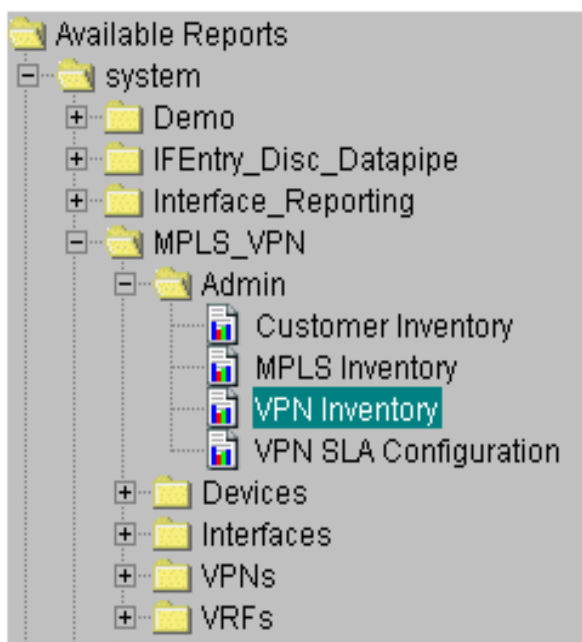 Available Reports
system
Demo
IFEntry_Disc_Datapipe
Interface_Reporting
MPLS_VPN
Admin
Customer Inventory
MPLS Inventory
VPN Inventory
VPN SLA Configuration
Devices
Interfaces
VPNs
VRFs